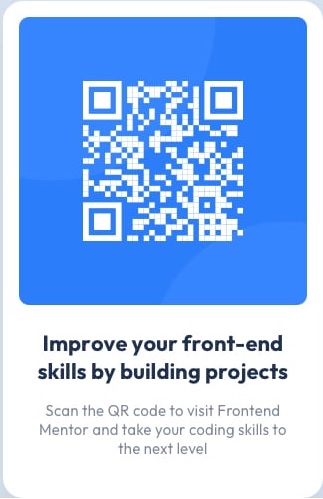 Improve your front-end
skills by building projects
Scan the QR code to visit Frontend
Mentor and take your coding skills to
the next level